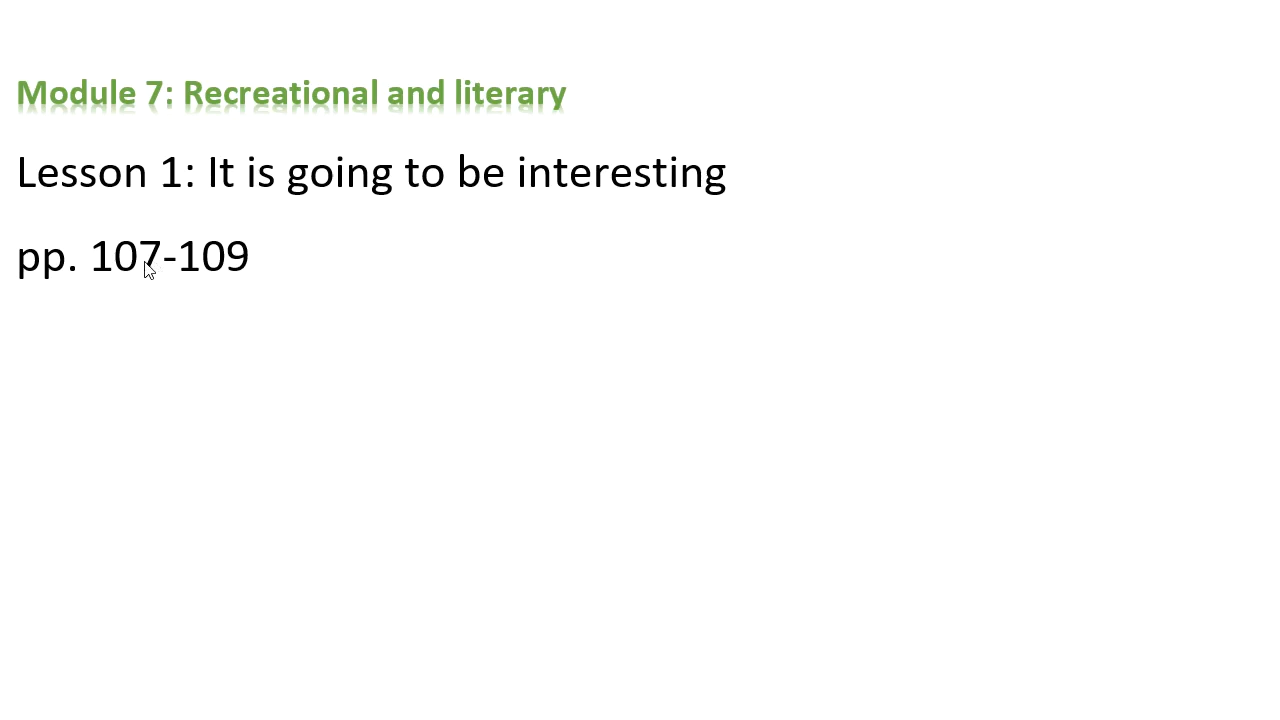 Module 7: Recreational and literary
Lesson 1: It is going to be interesting
pp. 107-109